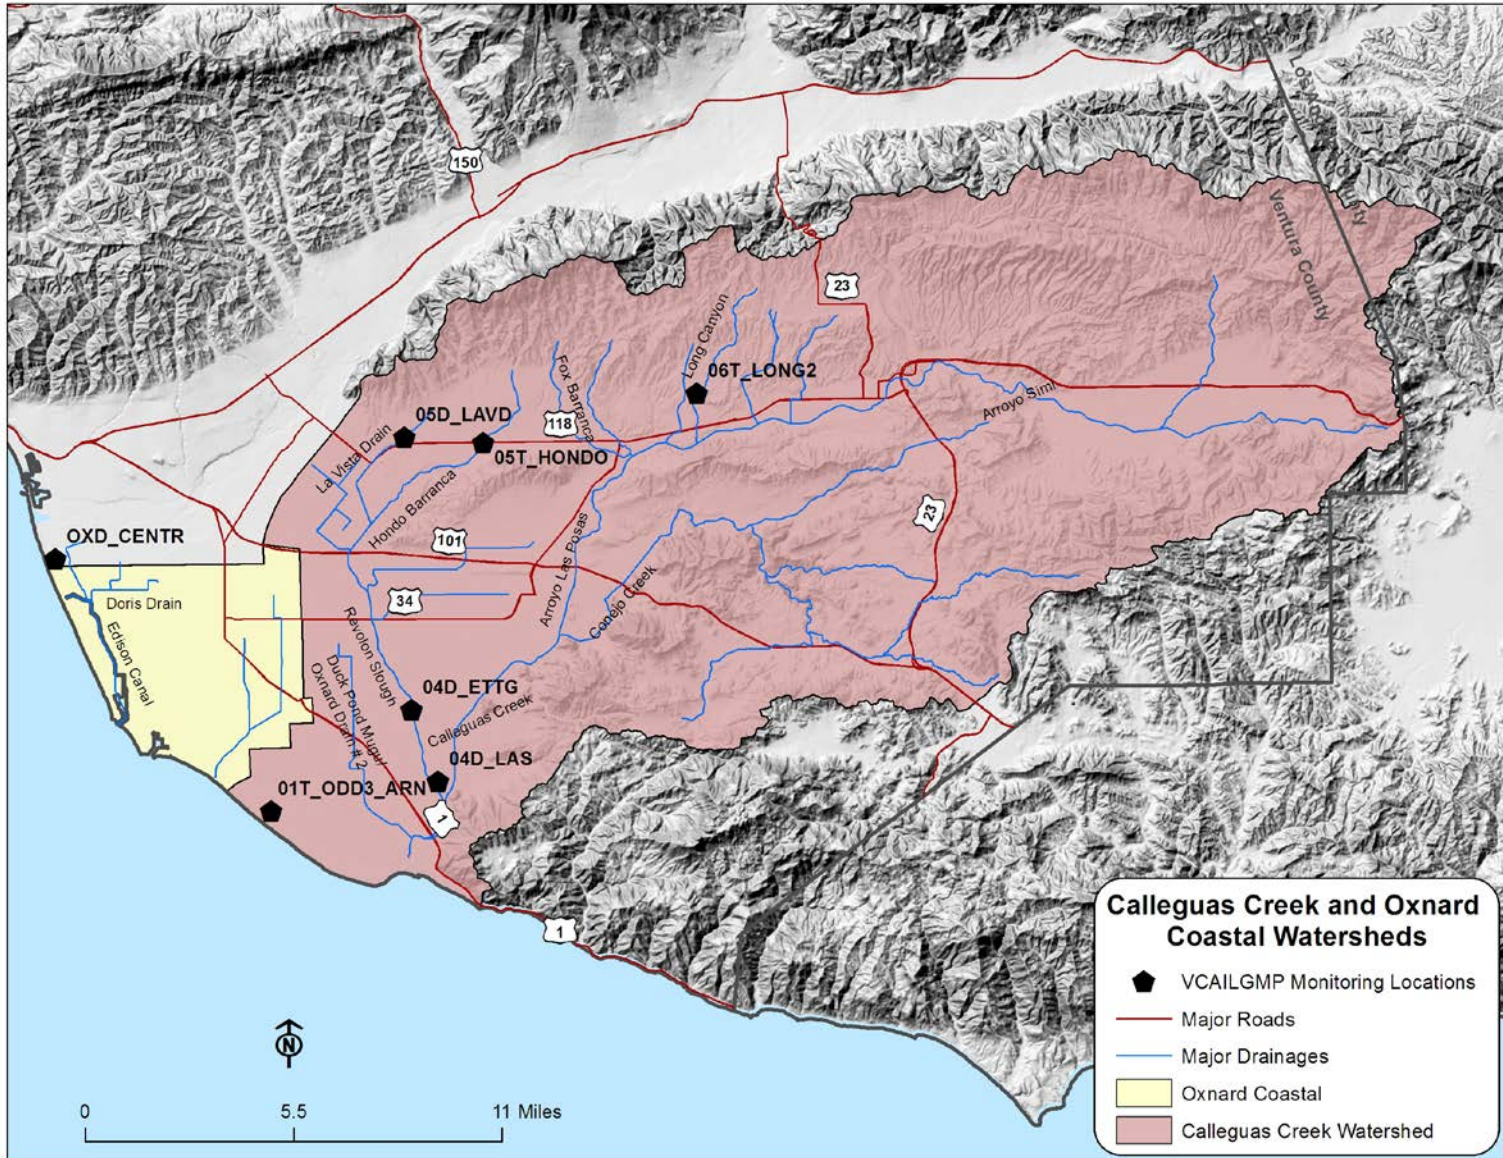 Los Angeles County
Ventura County
150
23
Long Canyon
06T_LONG2
Fox Barranca
118
Arroyo Simi
05D_LAVD
La Vista Drain
05T_HONDO
Hondo Barranca
23
101
OXD_CENTR
Doris Drain
Edison Canal
34
Arroyo Las Posas
Conejo Creek
Revolon Slough
Duck Pond Mugu/
Oxnard Drain # 2
04D_ETTG
Calleguas Creek
04D_LAS
01T_ODD3_ARN
1
1
N
0
5.5
11 Miles
Calleguas Creek and Oxnard
Coastal Watersheds
VCAILGMP Monitoring Locations
Major Roads
Major Drainages
Oxnard Coastal
Calleguas Creek Watershed